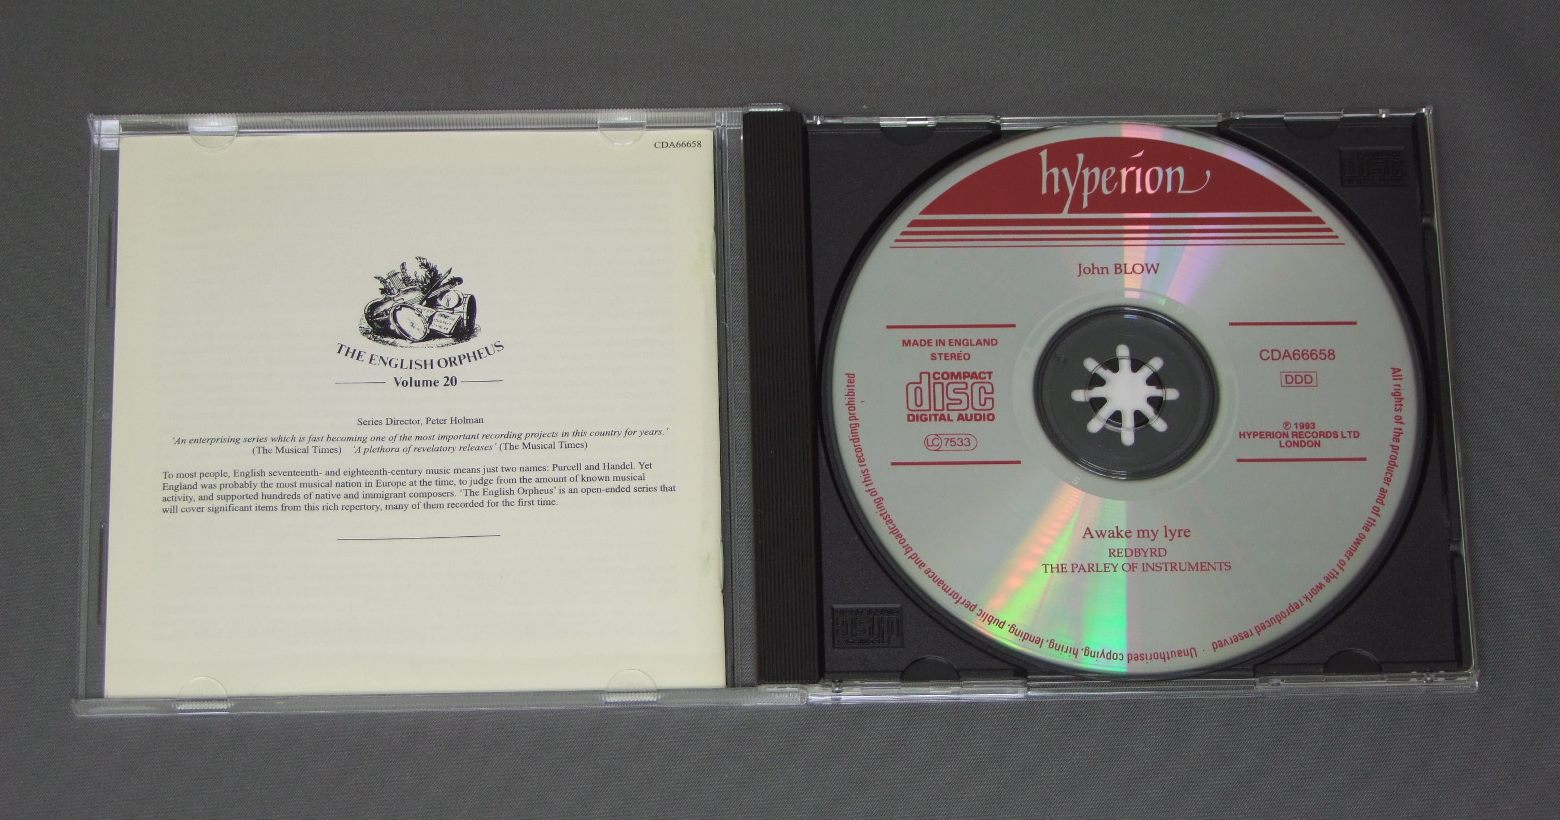 CDA66658
THE ENGLISH ORPHEUS
Volume 20
Series Director, Peter Holman
'An enterprising series which is fast becoming one of the most important recording projects in this country for years.'
(The Musical Times) 'A plethora of revelatory releases' (The Musical Times)
To most people, English seventeenth- and eighteenth-century music means just two names: Purcell and Handel. Yet
England was probably the most musical nation in Europe at the time, to judge from the amount of known musical
activity, and supported hundreds of native and immigrant composers. 'The English Orpheus' is an open-ended series that
will cover significant items from this rich repertory, many of them recorded for the first time.
hyperion
John BLOW
MADE IN ENGLAND
STEREO
COMPACT
disc
DIGITAL AUDIO
LC 7533
CDA66658
DDD
℗ 1993
HYPERION RECORDS LTD
LONDON
Awake my lyre
REDBYRD
THE PARLEY OF INSTRUMENTS
All rights of the producer and of the owner of the work reproduced reserved · Unauthorised copying, hiring, lending, public performance and broadcasting of this recording prohibited